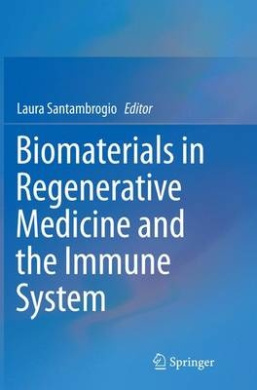 Laura Santambrogio Editor
Biomaterials in
Regenerative
Medicine and
the Immune
System
Springer